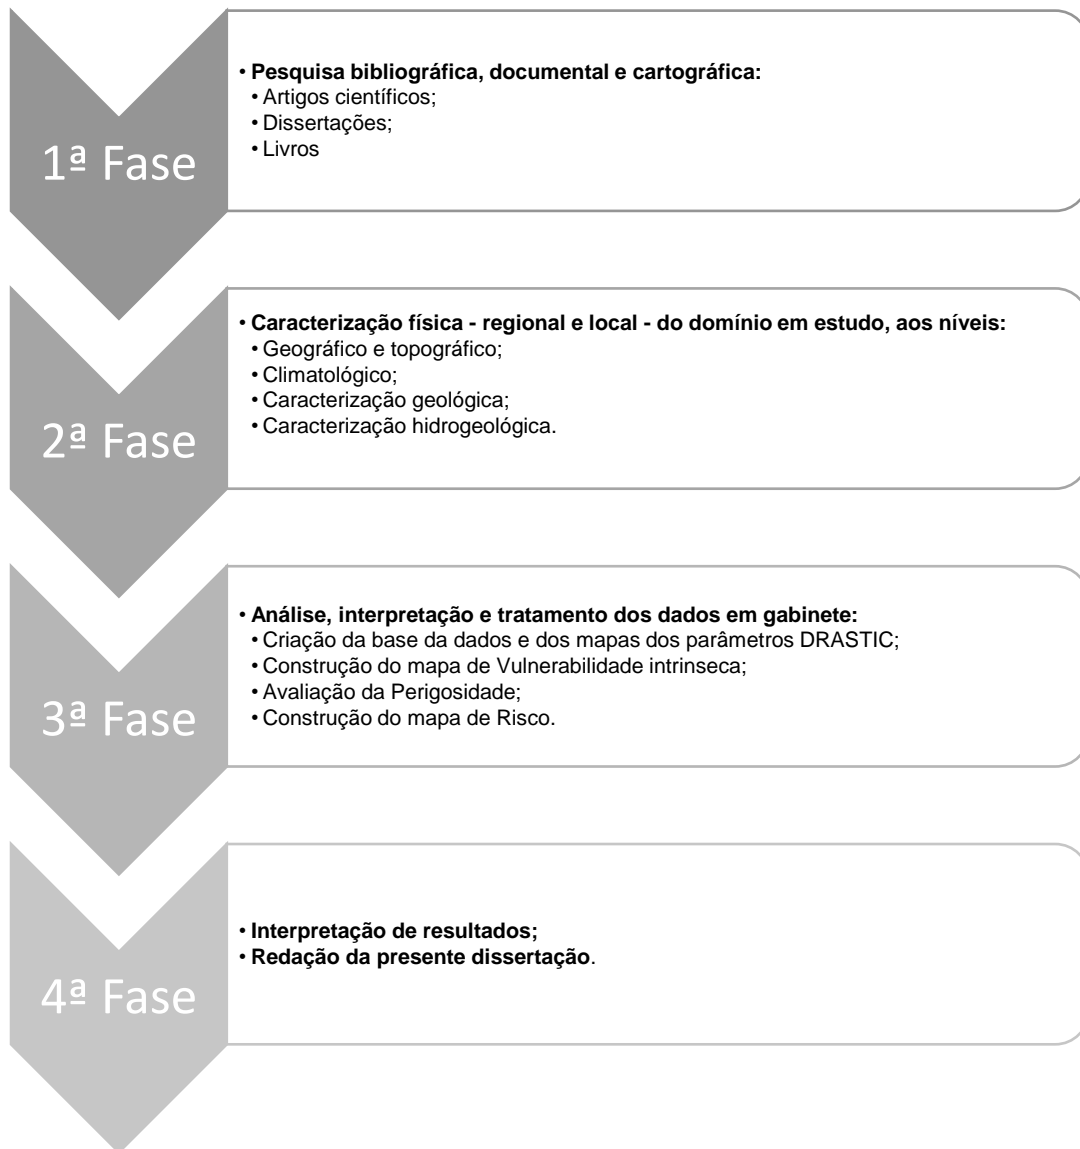 1ª Fase
• Pesquisa bibliográfica, documental e cartográfica:
• Artigos científicos;
• Dissertações;
• Livros
2ª Fase
• Caracterização física - regional e local - do domínio em estudo, aos níveis:
• Geográfico e topográfico;
• Climatológico;
• Caracterização geológica;
• Caracterização hidrogeológica.
3ª Fase
• Análise, interpretação e tratamento dos dados em gabinete:
• Criação da base da dados e dos mapas dos parâmetros DRASTIC;
• Construção do mapa de Vulnerabilidade intrinseca;
• Avaliação da Perigosidade;
• Construção do mapa de Risco.
4ª Fase
• Interpretação de resultados;
• Redação da presente dissertação.